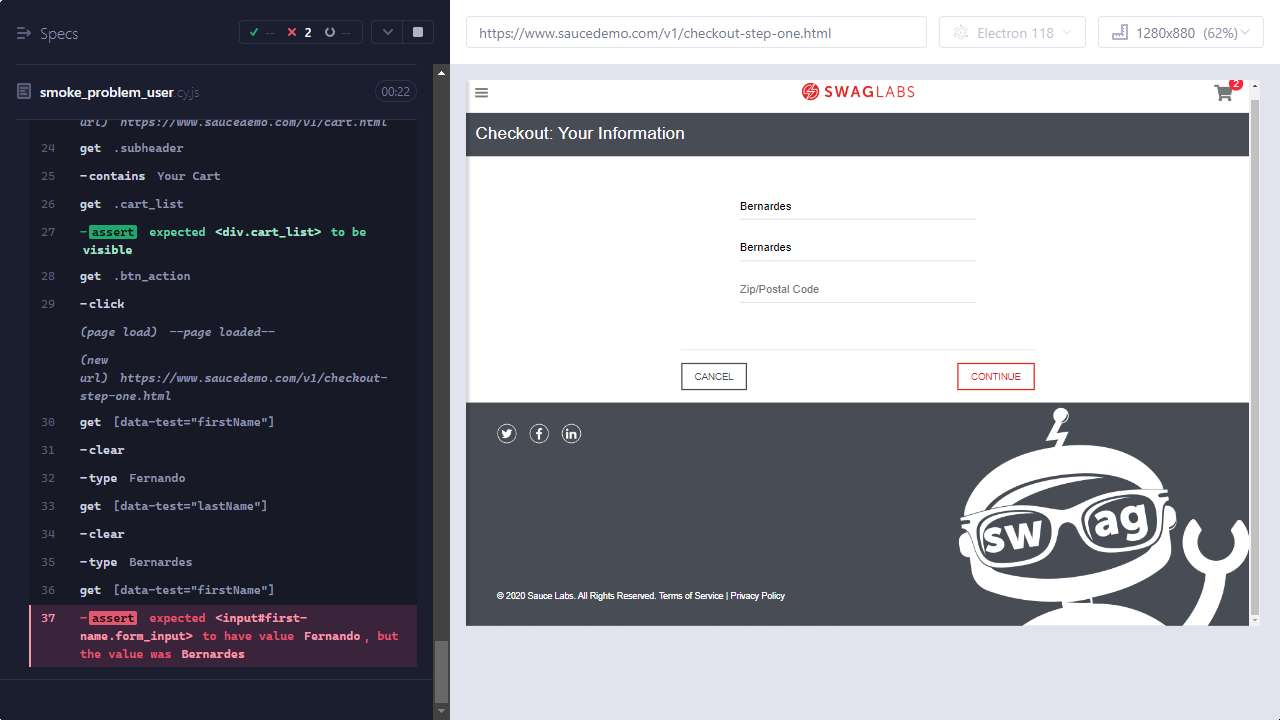 Specs
-- 2 --
smoke_problem_user.cy.js 00:22
url) https://www.saucedemo.com/v1/cart.html
24 get .subheader
25 -contains Your Cart
26 get .cart_list
27 -assert expected <div.cart_list> to be
visible
28 get .btn_action
29 -click
(page load) --page loaded--
(new
url) https://www.saucedemo.com/v1/checkout-
step-one.html
30 get [data-test="firstName"]
31 -clear
32 -type Fernando
33 get [data-test="lastName"]
34 -clear
35 -type Bernardes
36 get [data-test="firstName"]
37 -assert expected <input#first-
name.form_input> to have value Fernando, but
the value was Bernardes
https://www.saucedemo.com/v1/checkout-step-one.html
Electron 118
1280x880 (62%)
SWAGLABS
2
Checkout: Your Information
Bernardes
Bernardes
Zip/Postal Code
CANCEL
CONTINUE
swag
© 2020 Sauce Labs. All Rights Reserved. Terms of Service | Privacy Policy